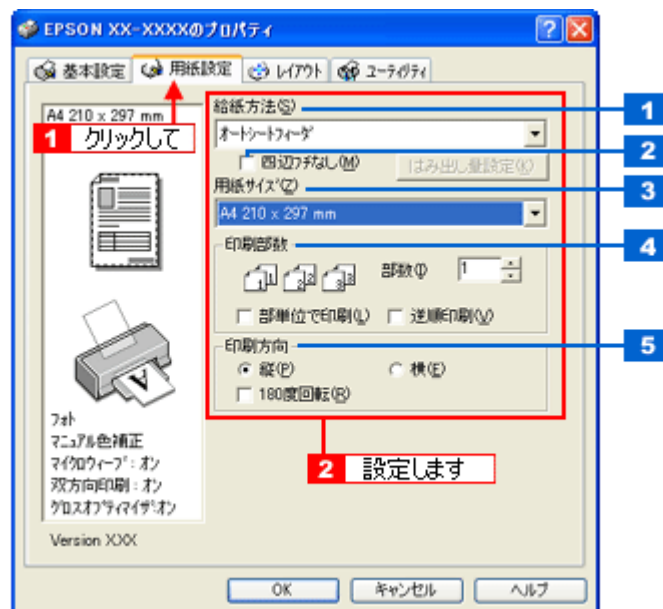 EPSON XX-XXXXのプロパティ
基本設定 用紙設定 レイアウト ユーティリティ
A4 210 x 297 mm
1 クリックして
給紙方法(S)
1
オートシートフィーダ
2
四辺フチなし(M) はみ出し量設定(K)
用紙サイズ(Z)
3
A4 210 x 297 mm
印刷部数
4
部数(I) 1
部単位で印刷(L) 逆順印刷(V)
印刷方向
5
縦(P) 横(E)
180度回転(R)
2 設定します
フォト
マニュアル色補正
マイクロウィーブ : オン
双方向印刷 : オン
グロスオプティマイザ:オン
Version XXX
OK キャンセル ヘルプ